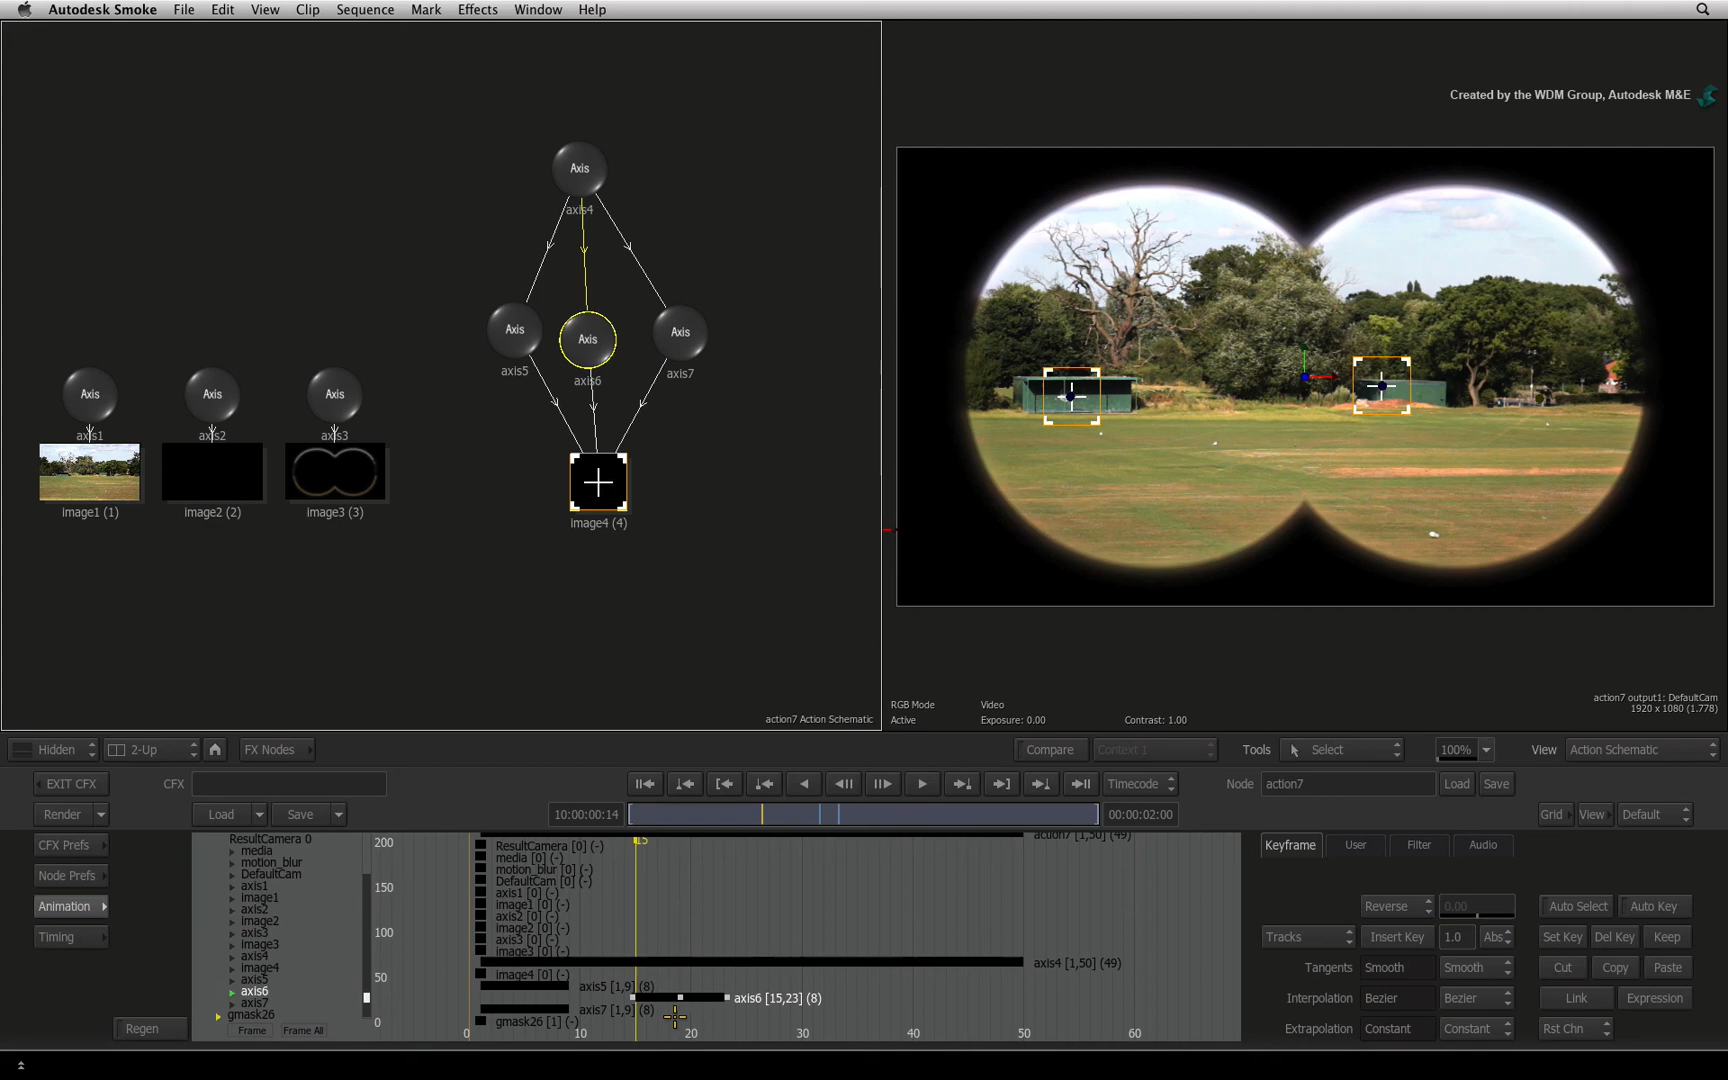 Autodesk Smoke File Edit View Clip Sequence Mark Effects Window Help
Created by the WDM Group, Autodesk M&E
Axis
axis4
Axis
axis5
Axis
axis6
Axis
axis7
Axis
axis1
Axis
axis2
Axis
axis3
image1 (1)
image2 (2)
image3 (3)
image4 (4)
action7 Action Schematic
RGB Mode Video
Active Exposure: 0.00 Contrast: 1.00
action7 output1: DefaultCam
1920 x 1080 (1.778)
Hidden 2-Up FX Nodes Compare Context 1 Tools Select 100% View Action Schematic
EXIT CFX CFX Timecode Node action7 Load Save
Render Load Save 10:00:00:14 00:00:02:00 Grid View Default
CFX Prefs
Node Prefs
Animation
Timing
Regen
ResultCamera 0
media
motion_blur
DefaultCam
axis1
image1
axis2
image2
axis3
image3
axis4
image4
axis5
axis6
axis7
gmask26
Frame Frame All
200
100
50
0
15
action7 [1,50] (49)
ResultCamera [0] (-)
media [0] (-)
motion_blur [0] (-)
DefaultCam [0] (-)
axis1 [0] (-)
image1 [0] (-)
axis2 [0] (-)
image2 [0] (-)
axis3 [0] (-)
image3 [0] (-)
axis4 [1,50] (49)
image4 [0] (-)
axis5 [1,9] (8)
axis6 [15,23] (8)
axis7 [1,9] (8)
gmask26 [1] (-)
0 10 20 30 40 50 60
Keyframe User Filter Audio
Reverse 0.00 Auto Select Auto Key
Tracks Insert Key 1.0 Abs Set Key Del Key Keep
Tangents Smooth Smooth Cut Copy Paste
Interpolation Bezier Bezier Link Expression
Extrapolation Constant Constant Rst Chn